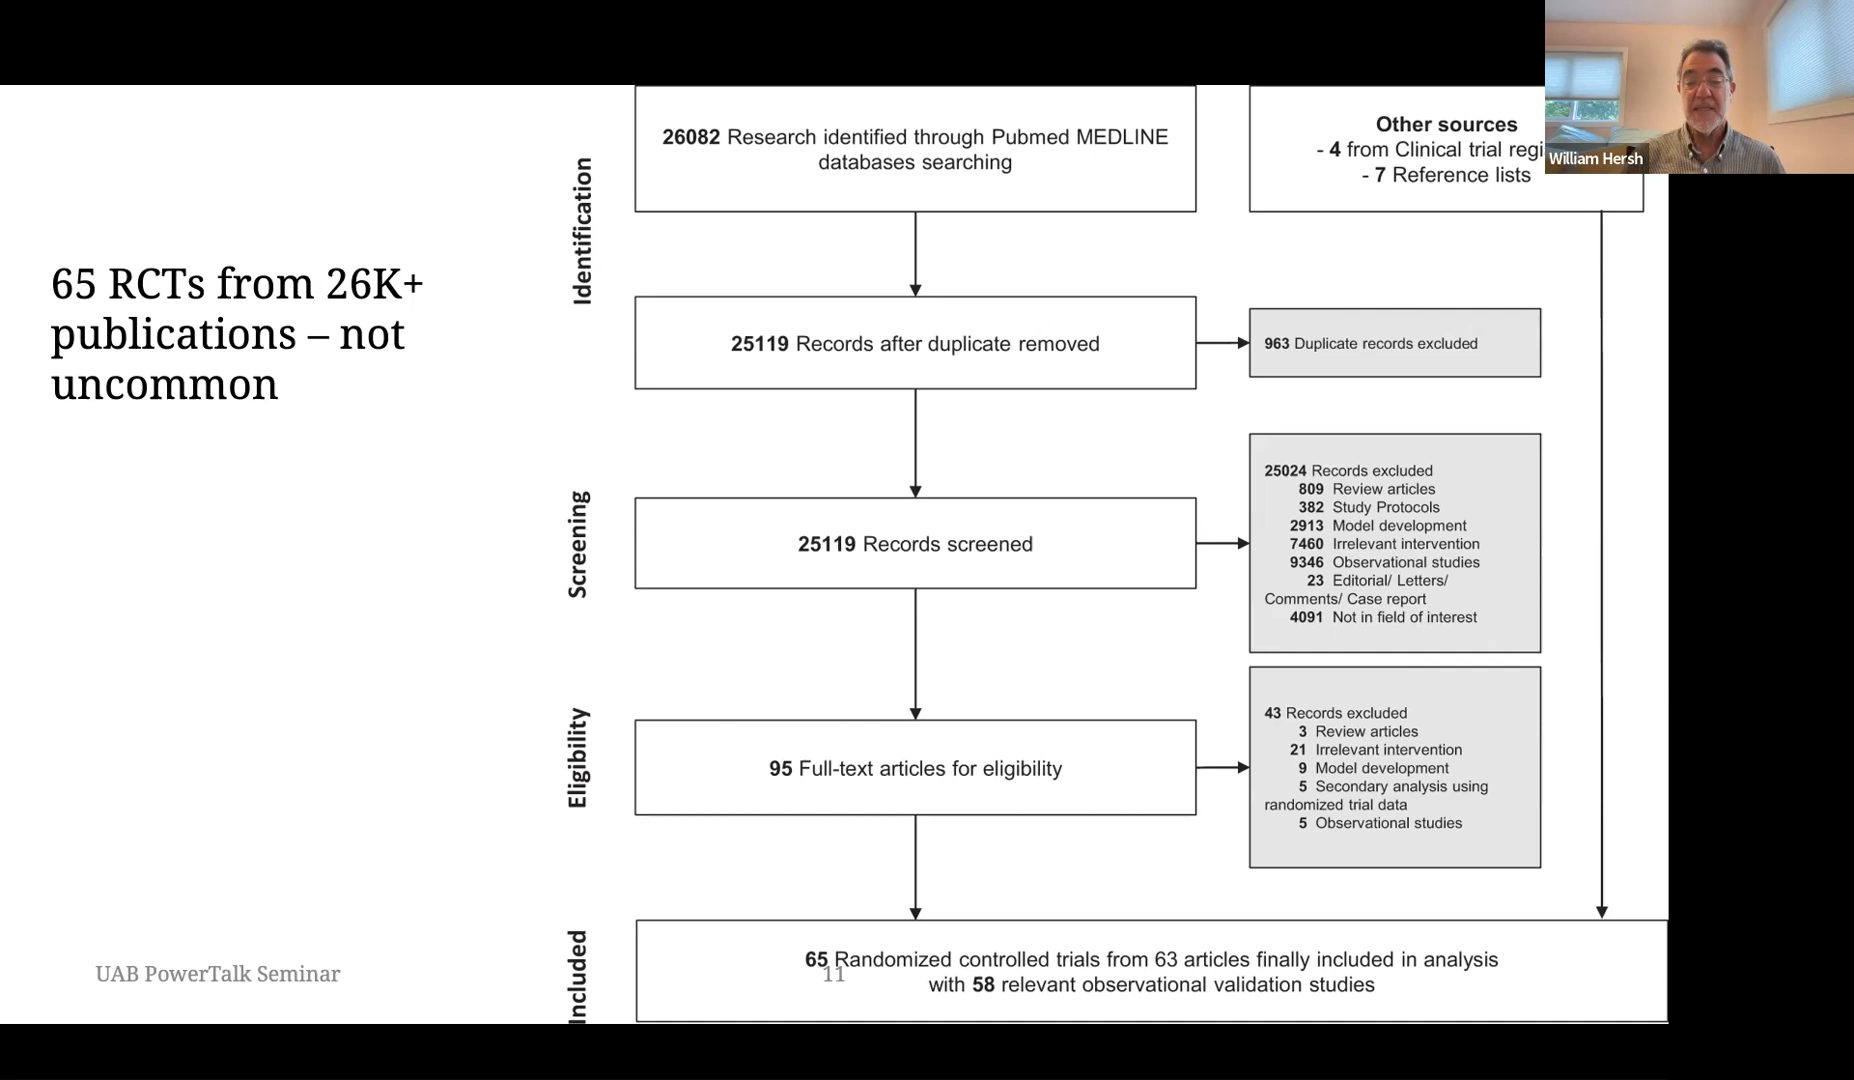 65 RCTs from 26K+
publications – not
uncommon
Identification
26082 Research identified through Pubmed MEDLINE
databases searching
Other sources
- 4 from Clinical trial regi
- 7 Reference lists
William Hersh
25119 Records after duplicate removed
963 Duplicate records excluded
Screening
25119 Records screened
25024 Records excluded
809 Review articles
382 Study Protocols
2913 Model development
7460 Irrelevant intervention
9346 Observational studies
23 Editorial/ Letters/
Comments/ Case report
4091 Not in field of interest
Eligibility
95 Full-text articles for eligibility
43 Records excluded
3 Review articles
21 Irrelevant intervention
9 Model development
5 Secondary analysis using
randomized trial data
5 Observational studies
Included
65 Randomized controlled trials from 63 articles finally included in analysis
with 58 relevant observational validation studies
UAB PowerTalk Seminar
11